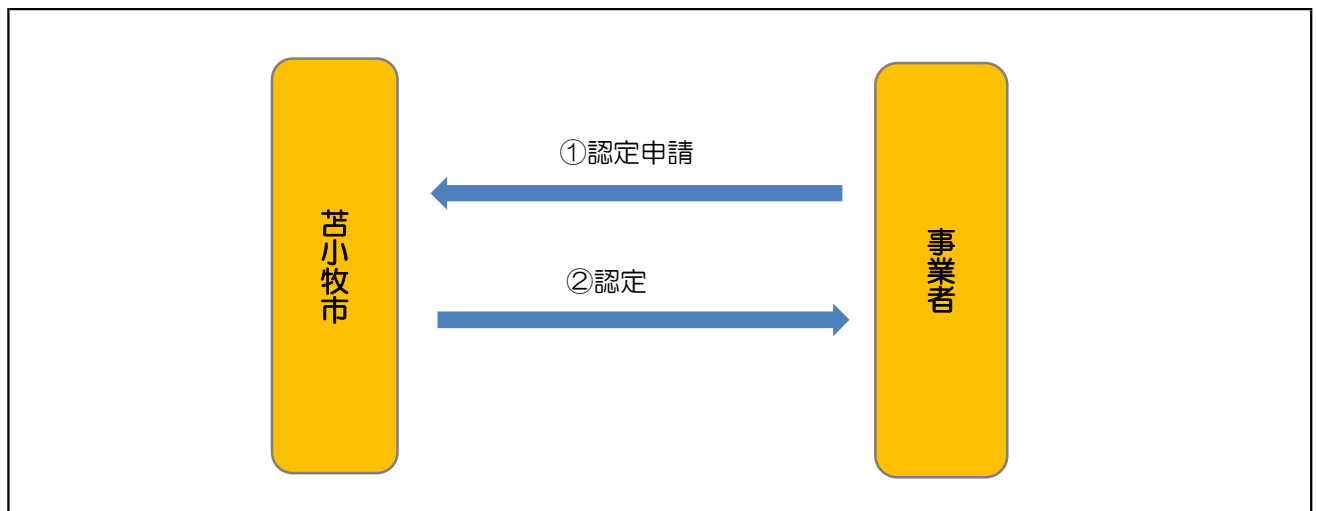 苫小牧市
①認定申請
②認定
事業者